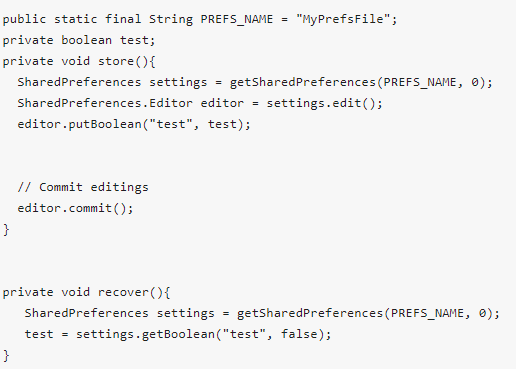 public static final String PREFS_NAME = "MyPrefsFile";
private boolean test;
private void store(){
  SharedPreferences settings = getSharedPreferences(PREFS_NAME, 0);
  SharedPreferences.Editor editor = settings.edit();
  editor.putBoolean("test", test);
  // Commit editings
  editor.commit();
}
private void recover(){
   SharedPreferences settings = getSharedPreferences(PREFS_NAME, 0);
   test = settings.getBoolean("test", false);
}